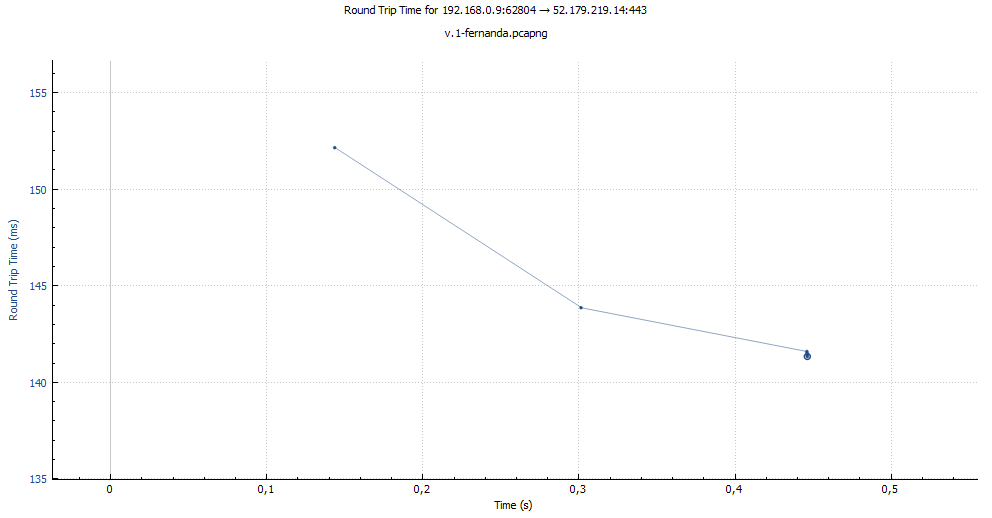 Round Trip Time for 192.168.0.9:62804 → 52.179.219.14:443
v.1-fernanda.pcapng
155
150
145
140
135
Round Trip Time (ms)
0 0,1 0,2 0,3 0,4 0,5
Time (s)